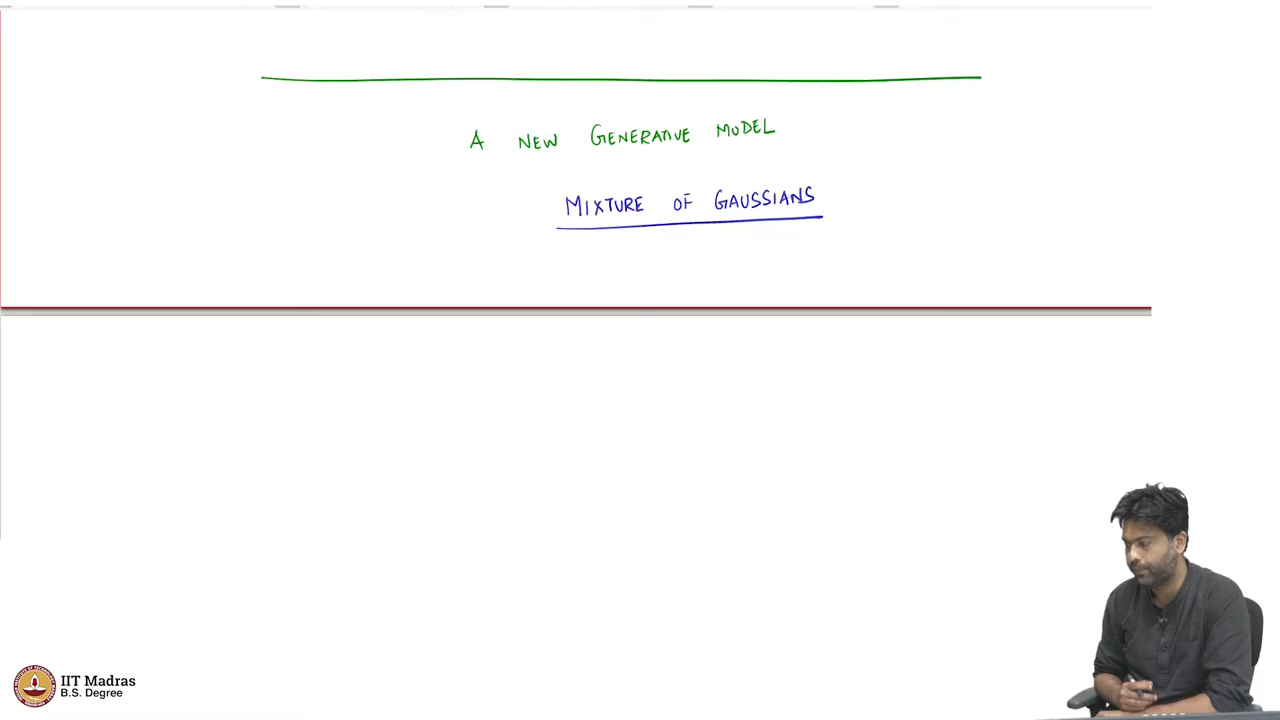 A NEW GENERATIVE MODEL
MIXTURE OF GAUSSIANS
IIT Madras
B.S. Degree